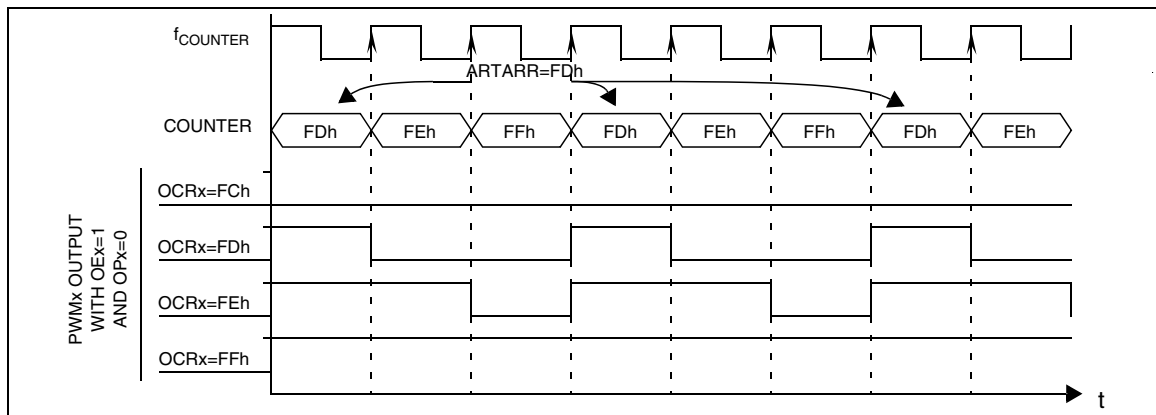 fCOUNTER
ARTARR=FDh
COUNTER
FDh FEh FFh FDh FEh FFh FDh FEh
PWMx OUTPUT
WITH OEx=1
AND OPx=0
OCRx=FCh
OCRx=FDh
OCRx=FEh
OCRx=FFh
t